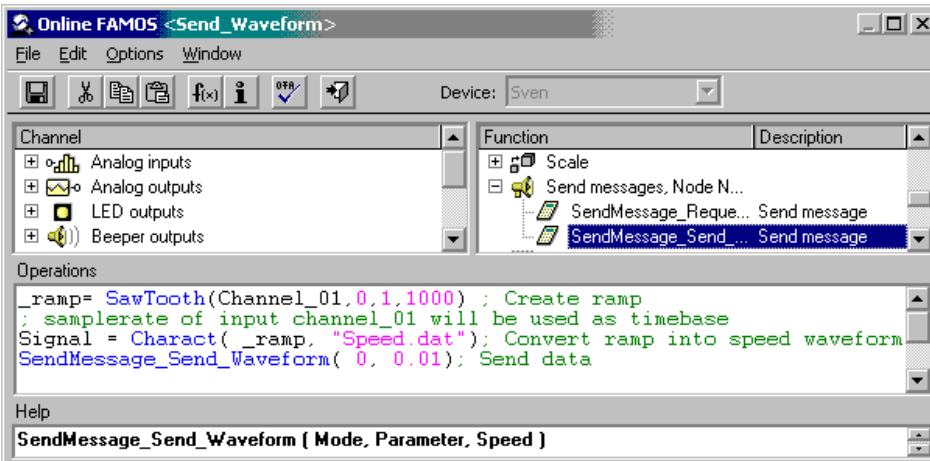 Online FAMOS <Send_Waveform>
File Edit Options Window
f(x) i OTR Device: Sven
Channel
Analog inputs
Analog outputs
LED outputs
Beeper outputs
Function Description
Scale
Send messages, Node N...
SendMessage_Reque... Send message
SendMessage_Send_... Send message
Operations
_ramp= SawTooth(Channel_01,0,1,1000) ; Create ramp
; samplerate of input channel_01 will be used as timebase
Signal = Charact( _ramp, "Speed.dat"); Convert ramp into speed waveform
SendMessage_Send_Waveform( 0, 0.01); Send data
Help
SendMessage_Send_Waveform ( Mode, Parameter, Speed )